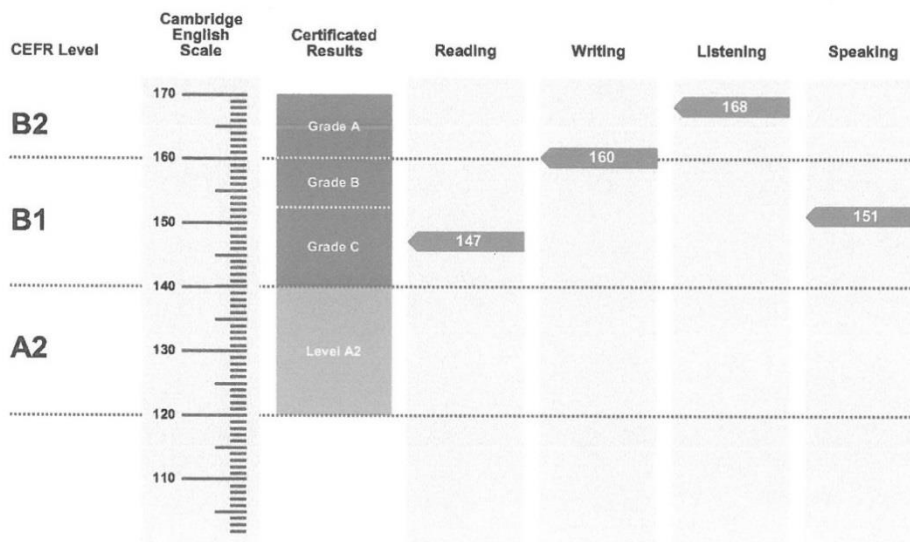 CEFR Level
Cambridge
English
Scale
Certificated
Results
Reading
Writing
Listening
Speaking
B2
B1
A2
170
160
150
140
130
120
110
Grade A
Grade B
Grade C
Level A2
147
160
168
151